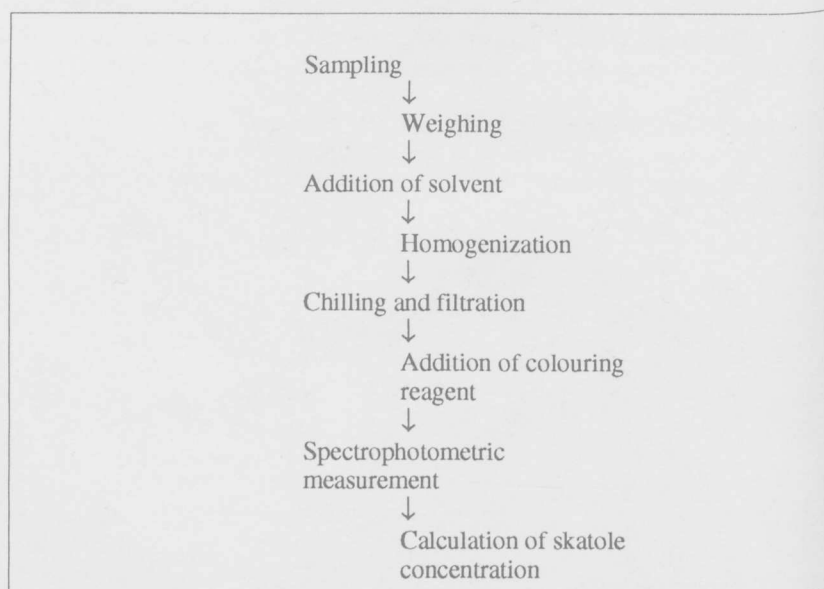 Sampling
↓
Weighing
↓
Addition of solvent
↓
Homogenization
↓
Chilling and filtration
↓
Addition of colouring
reagent
↓
Spectrophotometric
measurement
↓
Calculation of skatole
concentration